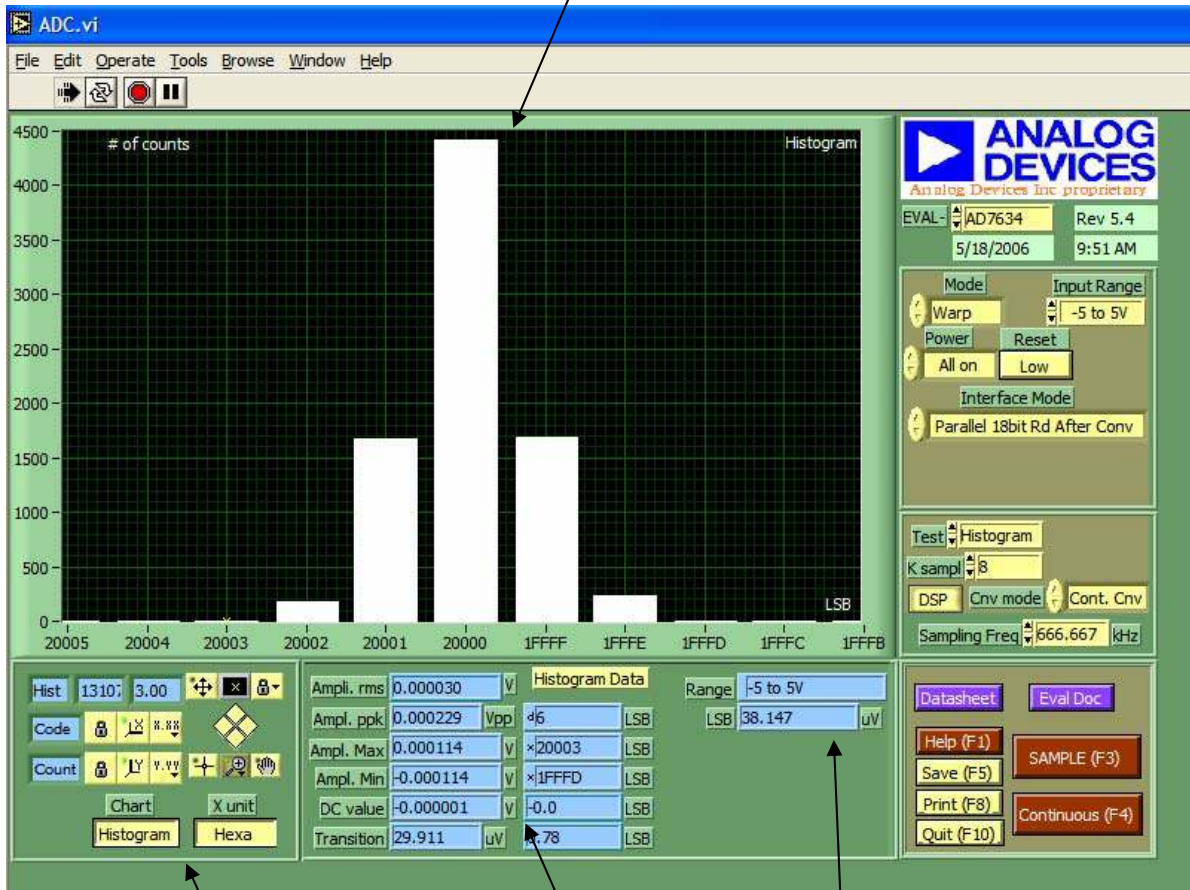 ADC.vi
File Edit Operate Tools Browse Window Help
# of counts
Histogram
4500
4000
3500
3000
2500
2000
1500
1000
500
0
LSB
20005 20004 20003 20002 20001 20000 1FFFF 1FFFE 1FFFD 1FFFC 1FFFB
ANALOG
DEVICES
Analog Devices Inc proprietary
EVAL- AD7634 Rev 5.4
5/18/2006 9:51 AM
Mode Input Range
Warp -5 to 5V
Power Reset
All on Low
Interface Mode
Parallel 18bit Rd After Conv
Test Histogram
K sampl 8
DSP Cnv mode Cont. Cnv
Sampling Freq 666.667 kHz
Hist 3.00
Code X.XX
Count Y.YY
Chart X unit
Histogram Hexa
Histogram Data
Ampli. rms 0.000030 V
Ampl. ppk 0.000229 Vpp d6 LSB
Ampl. Max 0.000114 V x20003 LSB
Ampl. Min -0.000114 V x1FFFD LSB
DC value -0.000001 V -0.0 LSB
Transition 29.911 uV LSB
Range -5 to 5V
LSB 38.147 uV
Datasheet Eval Doc
Help (F1)
Save (F5)
Print (F8)
Quit (F10)
SAMPLE (F3)
Continuous (F4)